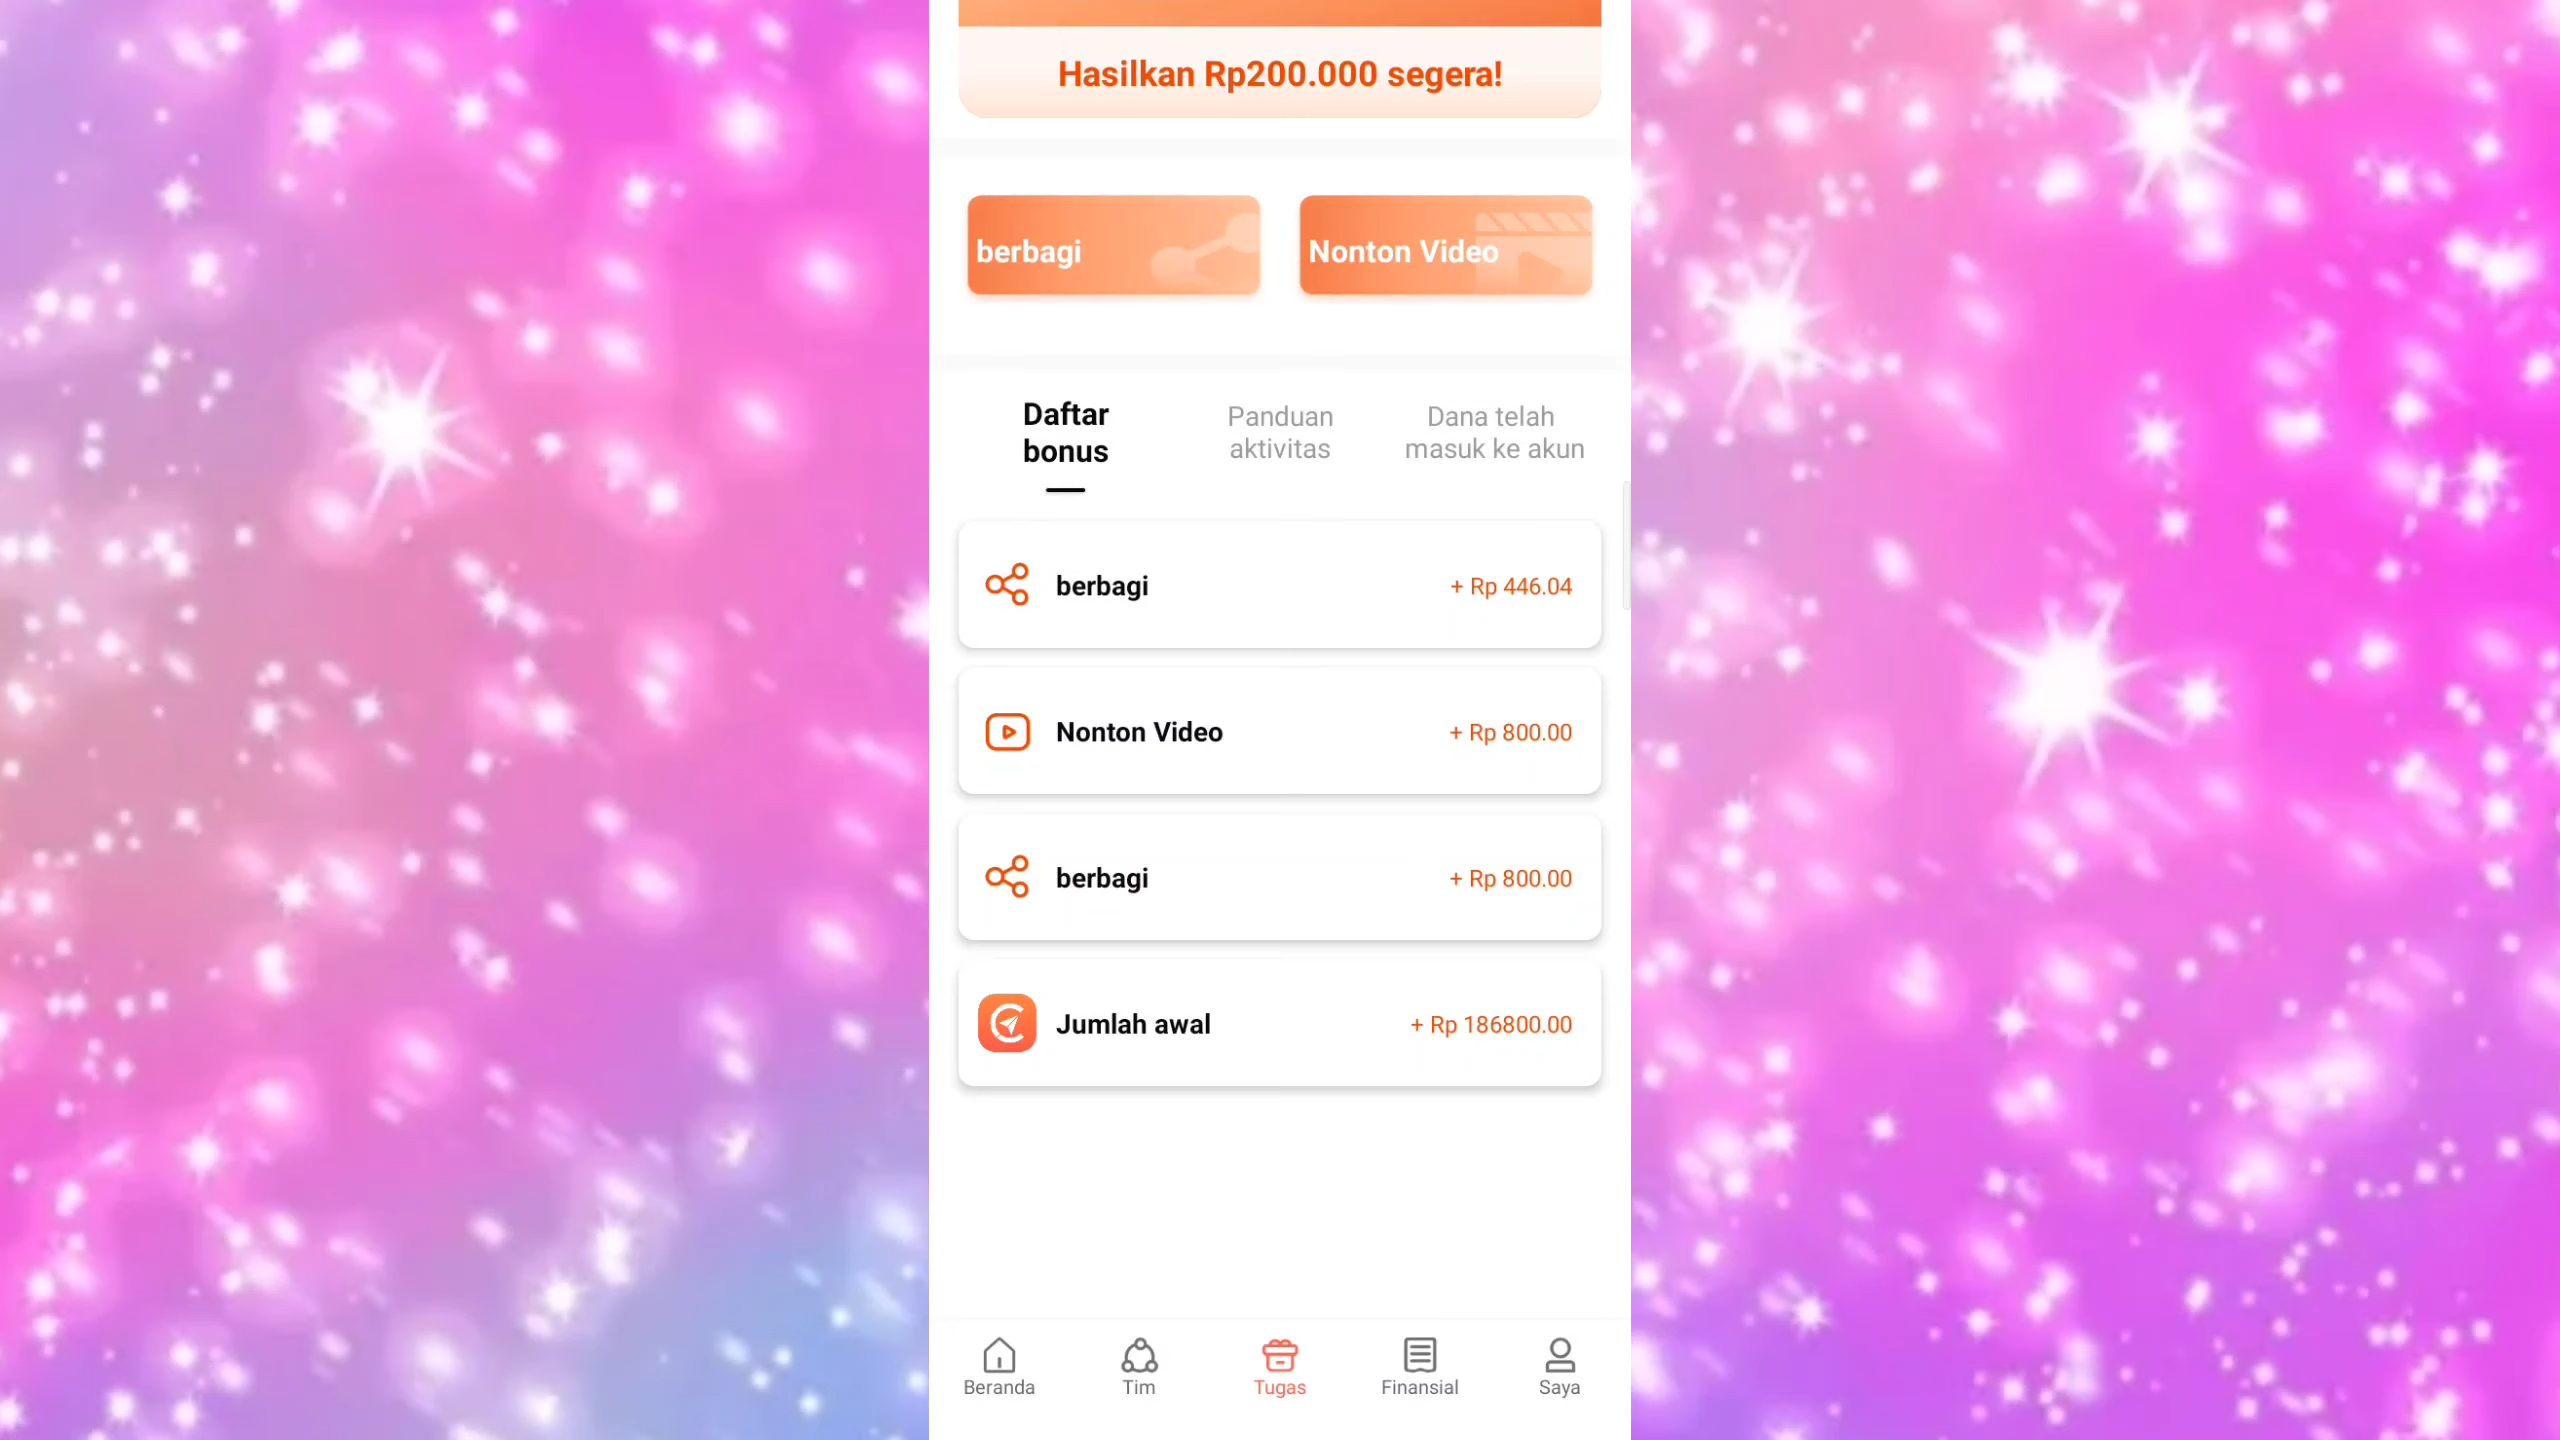 Hasilkan Rp200.000 segera!
berbagi
Nonton Video
Daftar
bonus
Panduan
aktivitas
Dana telah
masuk ke akun
berbagi + Rp 446.04
Nonton Video + Rp 800.00
berbagi + Rp 800.00
Jumlah awal + Rp 186800.00
Beranda Tim Tugas Finansial Saya